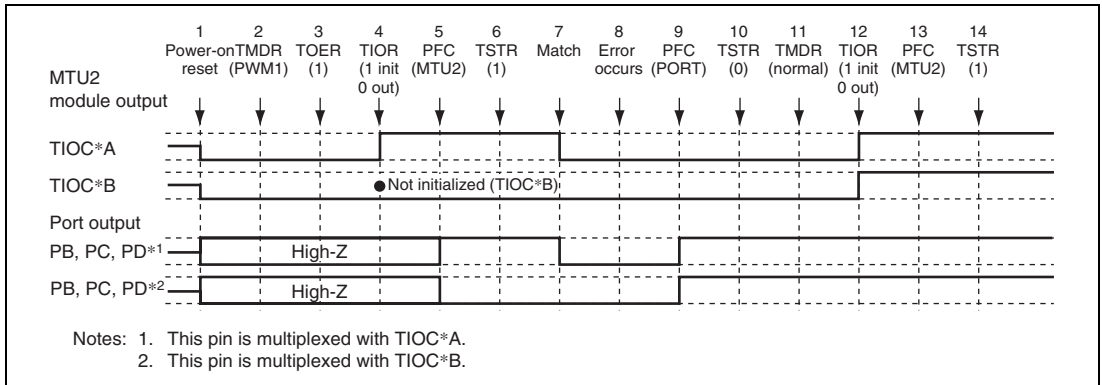 1 2 3 4 5 6 7 8 9 10 11 12 13 14
Power-on TMDR TOER TIOR PFC TSTR Match Error PFC TSTR TMDR TIOR PFC TSTR
reset (PWM1) (1) (1 init (MTU2) (1) occurs (PORT) (0) (normal) (1 init (MTU2) (1)
0 out) 0 out)
MTU2
module output
TIOC*A
TIOC*B
Not initialized (TIOC*B)
Port output
PB, PC, PD*1
High-Z
PB, PC, PD*2
High-Z
Notes: 1. This pin is multiplexed with TIOC*A.
2. This pin is multiplexed with TIOC*B.